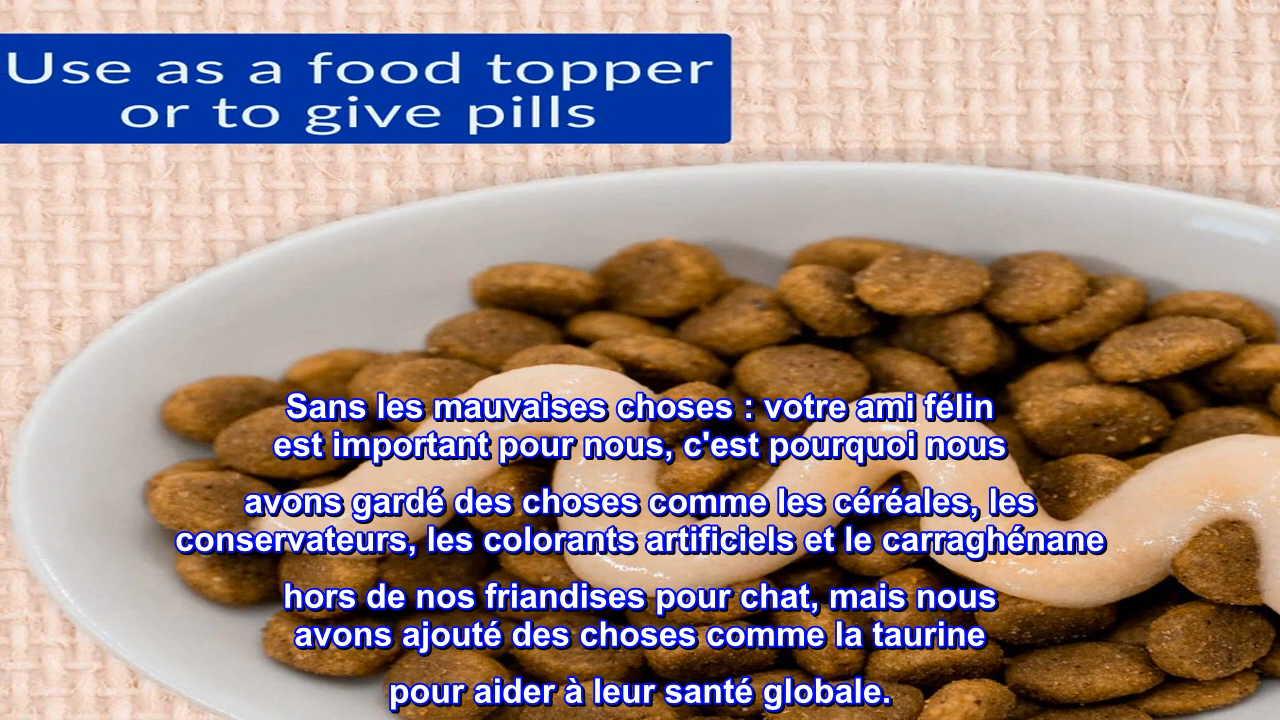 Use as a food topper
or to give pills
Sans les mauvaises choses : votre ami félin
est important pour nous, c'est pourquoi nous
avons gardé des choses comme les céréales, les
conservateurs, les colorants artificiels et le carraghénane
hors de nos friandises pour chat, mais nous
avons ajouté des choses comme la taurine
pour aider à leur santé globale.